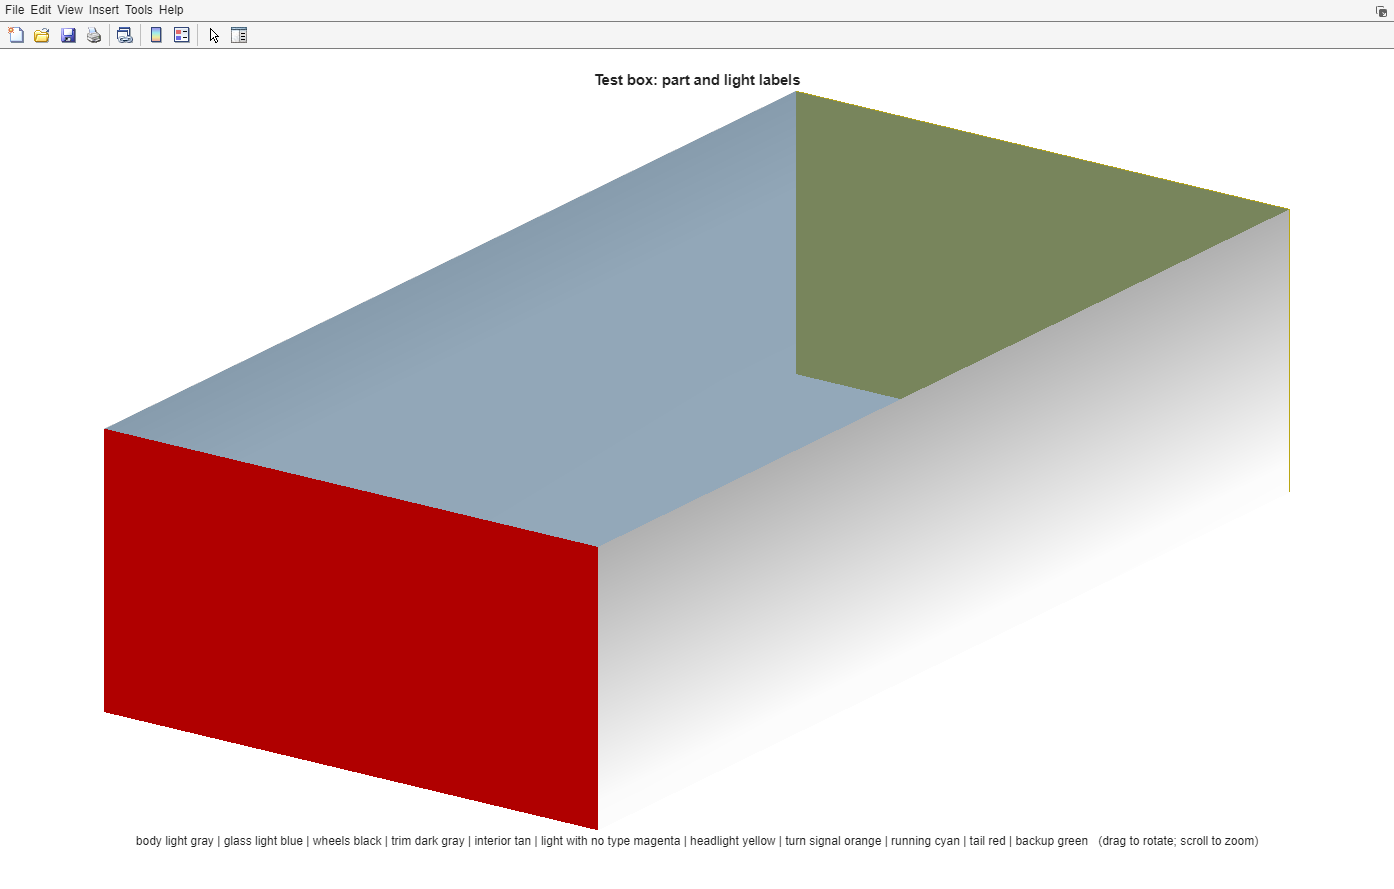 File Edit View Insert Tools Help
Test box: part and light labels
body light gray | glass light blue | wheels black | trim dark gray | interior tan | light with no type magenta | headlight yellow | turn signal orange | running cyan | tail red | backup green (drag to rotate; scroll to zoom)